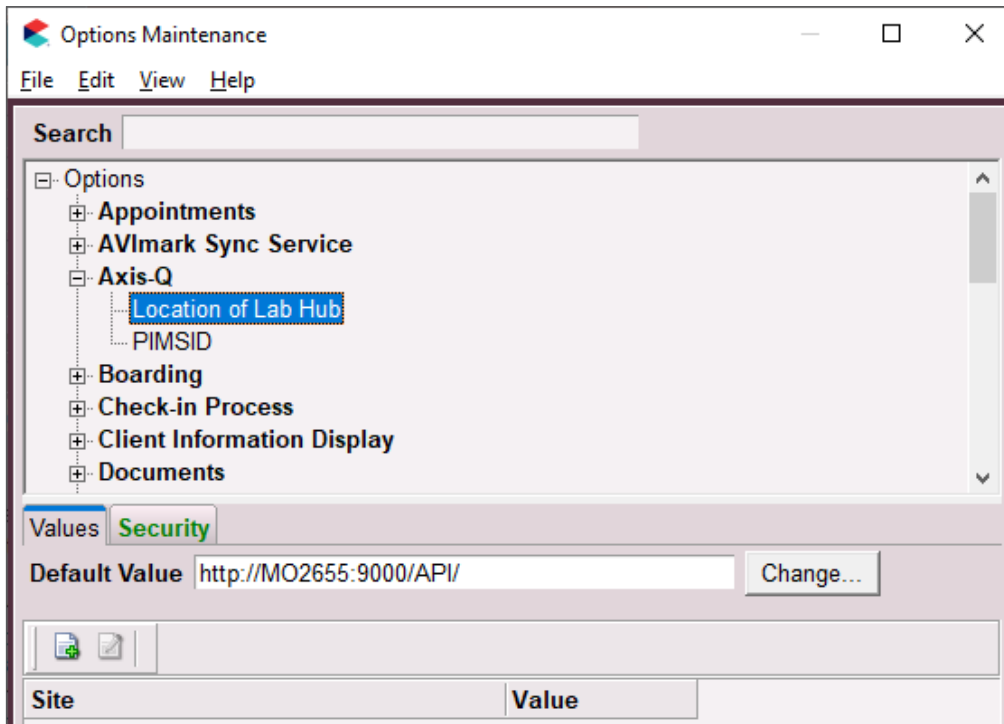 Options Maintenance
File Edit View Help
Search
Options
Appointments
AVImark Sync Service
Axis-Q
Location of Lab Hub
PIMSID
Boarding
Check-in Process
Client Information Display
Documents
Values Security
Default Value http://MO2655:9000/API/ Change...
Site Value